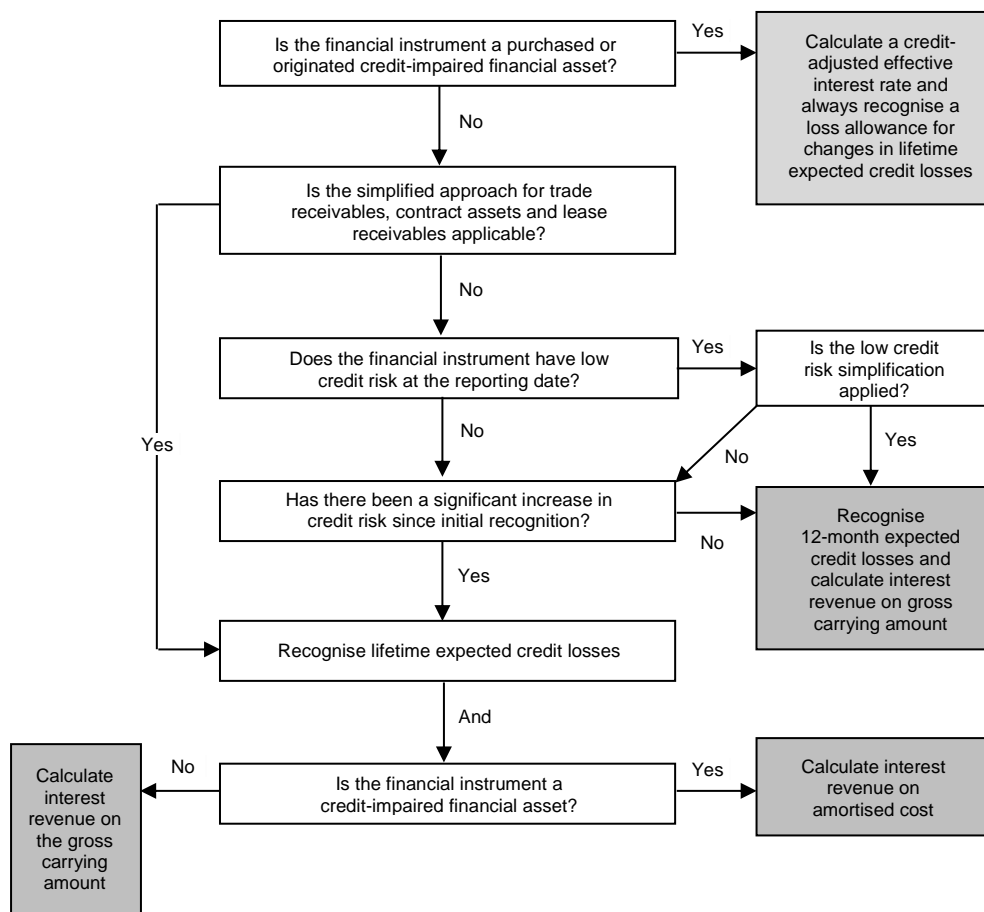 Is the financial instrument a purchased or
originated credit-impaired financial asset?
Yes
Calculate a credit-
adjusted effective
interest rate and
always recognise a
loss allowance for
changes in lifetime
expected credit losses
No
Is the simplified approach for trade
receivables, contract assets and lease
receivables applicable?
No
Does the financial instrument have low
credit risk at the reporting date?
Yes
Is the low credit
risk simplification
applied?
Yes
No
No
Yes
Has there been a significant increase in
credit risk since initial recognition?
No
Recognise
12-month expected
credit losses and
calculate interest
revenue on gross
carrying amount
Yes
Recognise lifetime expected credit losses
And
Calculate
interest
revenue on
the gross
carrying
amount
No
Is the financial instrument a
credit-impaired financial asset?
Yes
Calculate interest
revenue on
amortised cost